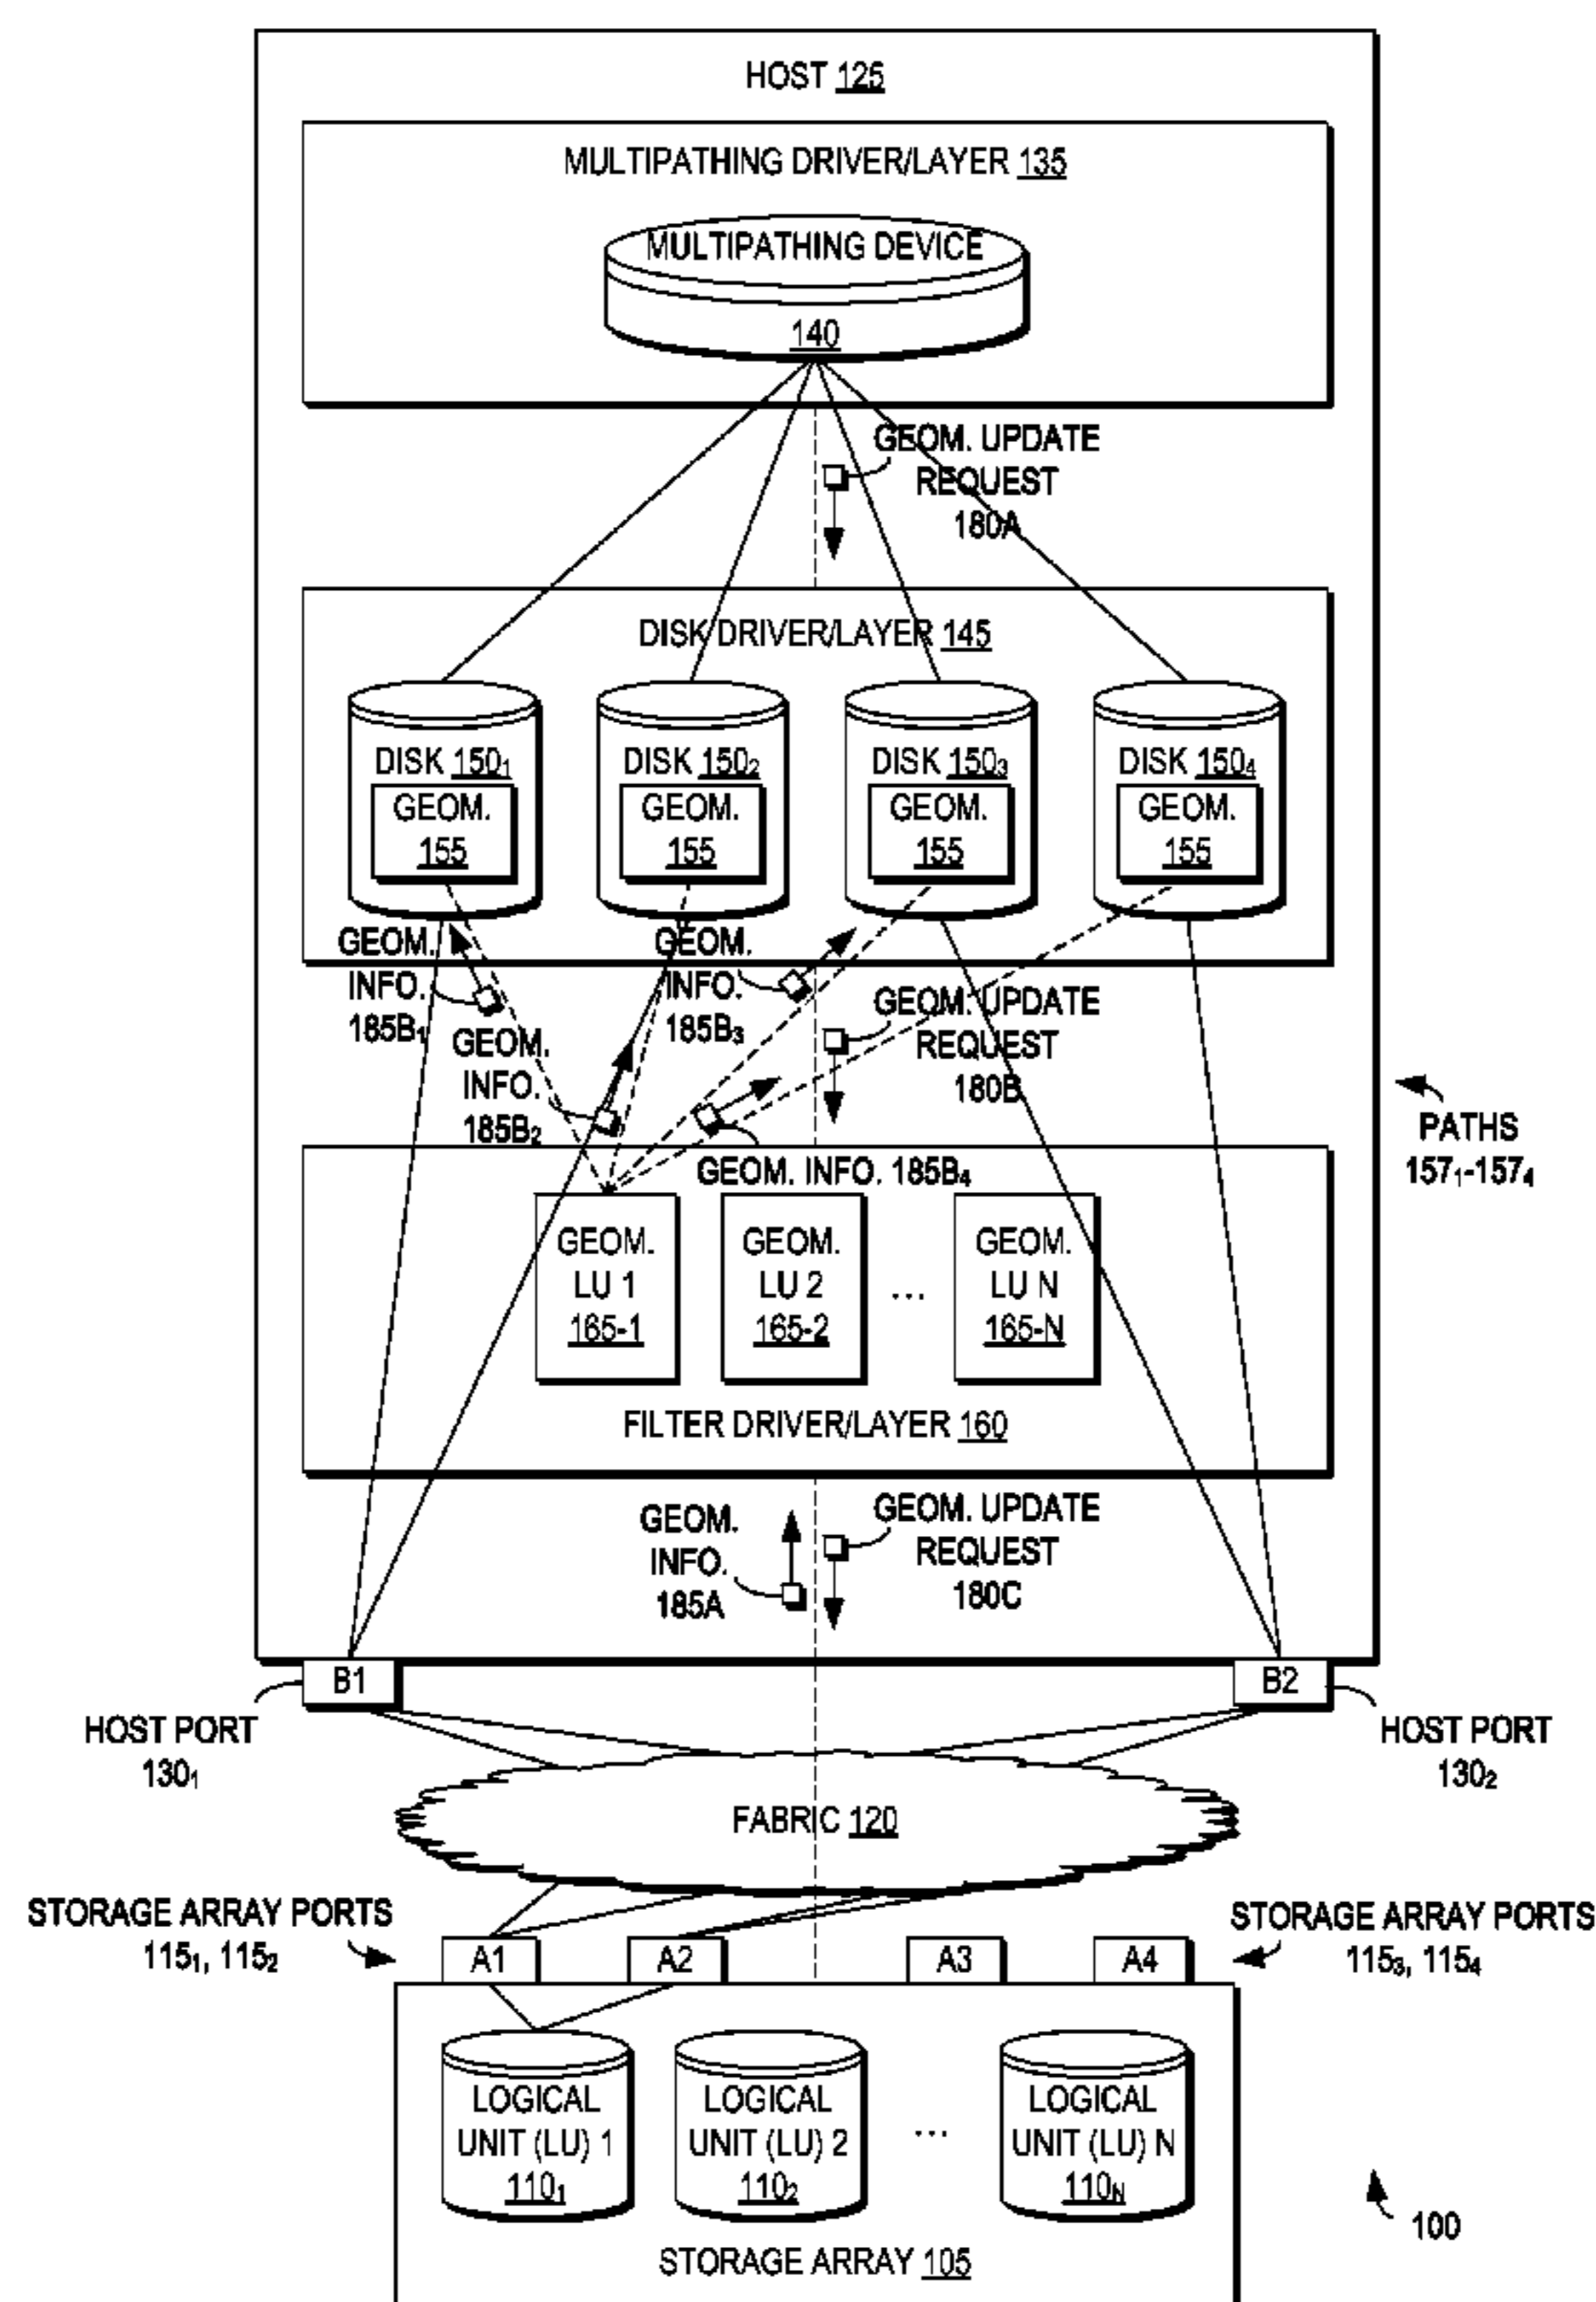 HOST 125
MULTIPATHING DRIVER/LAYER 135
MULTIPATHING DEVICE
140
GEOM. UPDATE
REQUEST
180A
DISK DRIVER/LAYER 145
DISK 150₁
GEOM.
155
DISK 150₂
GEOM.
155
DISK 150₃
GEOM.
155
DISK 150₄
GEOM.
155
GEOM.
INFO.
185B₁
GEOM.
INFO.
185B₂
GEOM.
INFO.
185B₃
GEOM. UPDATE
REQUEST
180B
PATHS
157₁-157₄
GEOM. INFO. 185B₄
GEOM.
LU 1
165-1
GEOM.
LU 2
165-2
...
GEOM.
LU N
165-N
FILTER DRIVER/LAYER 160
GEOM.
INFO.
185A
GEOM. UPDATE
REQUEST
180C
B1
B2
HOST PORT
130₁
HOST PORT
130₂
FABRIC 120
STORAGE ARRAY PORTS
115₁, 115₂
A1
A2
A3
A4
STORAGE ARRAY PORTS
115₃, 115₄
LOGICAL
UNIT (LU) 1
110₁
LOGICAL
UNIT (LU) 2
110₂
...
LOGICAL
UNIT (LU) N
110N
STORAGE ARRAY 105
100